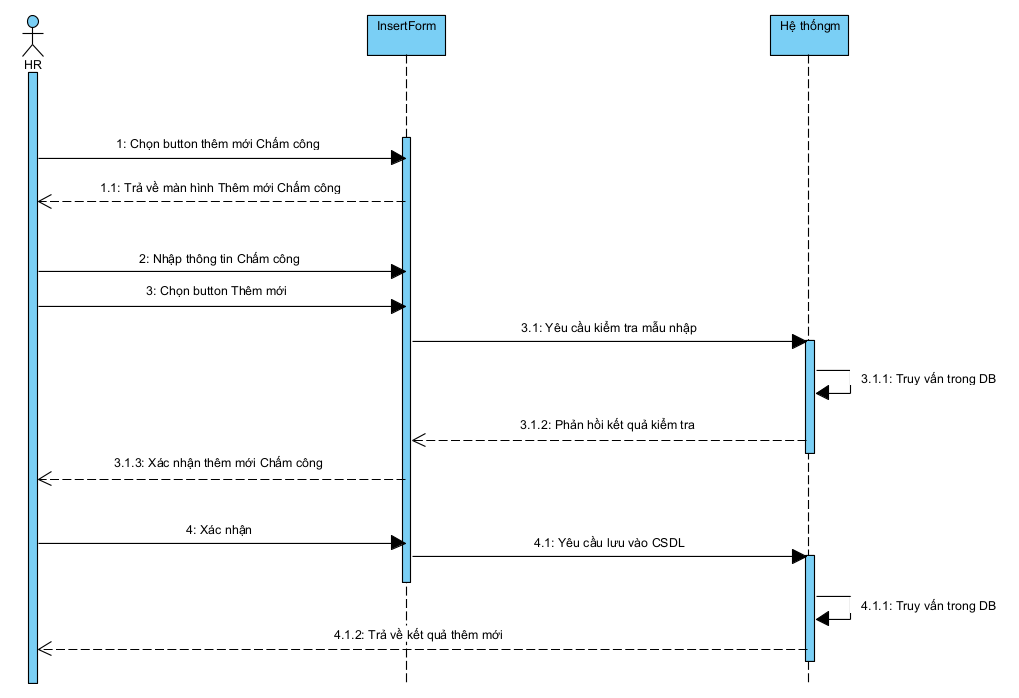 InsertForm
Hệ thốngm
HR
1: Chọn button thêm mới Chấm công
1.1: Trả về màn hình Thêm mới Chấm công
2: Nhập thông tin Chấm công
3: Chọn button Thêm mới
3.1: Yêu cầu kiểm tra mẫu nhập
3.1.1: Truy vấn trong DB
3.1.2: Phản hồi kết quả kiểm tra
3.1.3: Xác nhận thêm mới Chấm công
4: Xác nhận
4.1: Yêu cầu lưu vào CSDL
4.1.1: Truy vấn trong DB
4.1.2: Trả về kết quả thêm mới